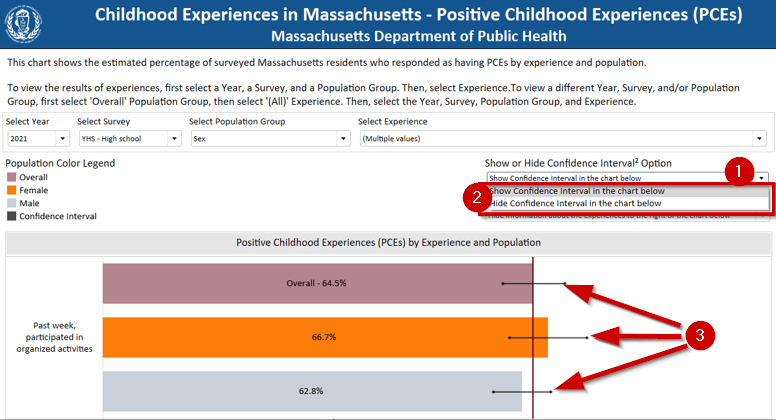 Childhood Experiences in Massachusetts - Positive Childhood Experiences (PCEs)
Massachusetts Department of Public Health
This chart shows the estimated percentage of surveyed Massachusetts residents who responded as having PCEs by experience and population.
To view the results of experiences, first select a Year, a Survey, and a Population Group. Then, select Experience.To view a different Year, Survey, and/or Population
Group, first select 'Overall' Population Group, then select '(All)' Experience. Then, select the Year, Survey, Population Group, and Experience.
Select Year Select Survey Select Population Group Select Experience
2021 YHS - High school Sex (Multiple values)
Population Color Legend
Overall
Female
Male
Confidence Interval
Show or Hide Confidence Interval² Option
1
Show Confidence Interval in the chart below
2
Show Confidence Interval in the chart below
Hide Confidence Interval in the chart below
Hide information about the experiences to the right of the chart below
Positive Childhood Experiences (PCEs) by Experience and Population
Past week,
participated in
organized activities
Overall - 64.5%
66.7%
62.8%
3